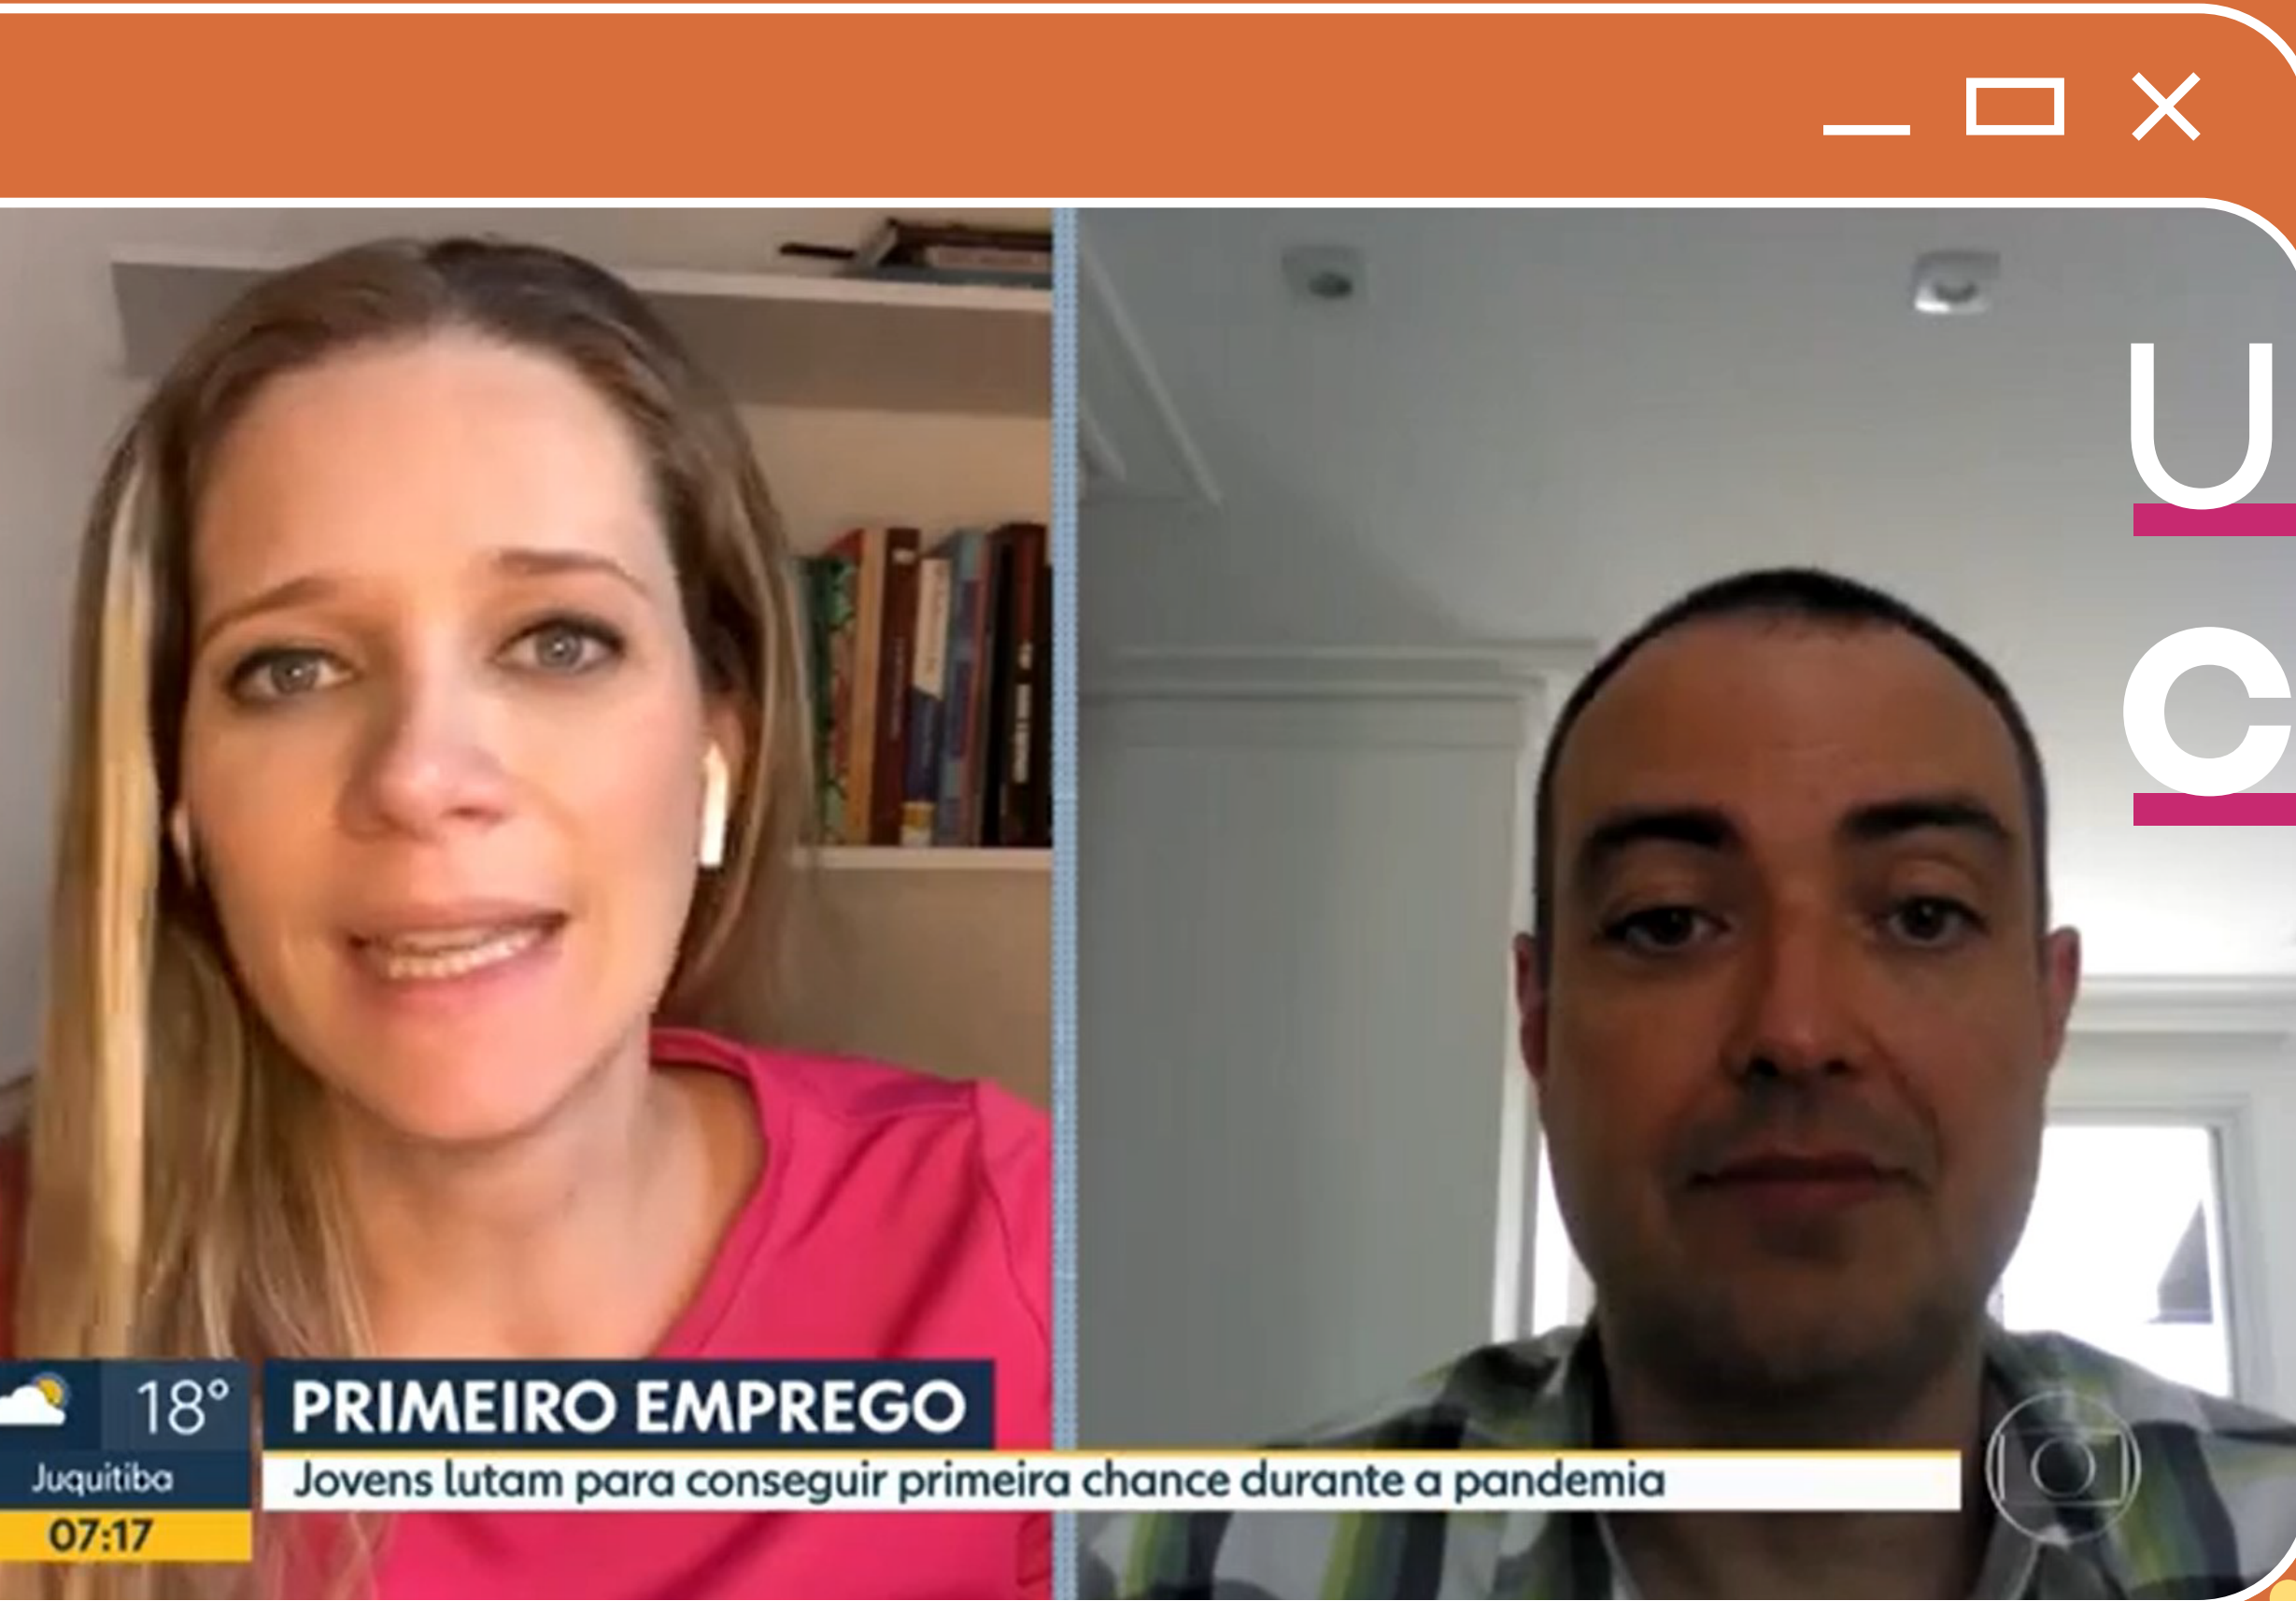 U
C
18°
PRIMEIRO EMPREGO
Juquitiba
Jovens lutam para conseguir primeira chance durante a pandemia
07:17